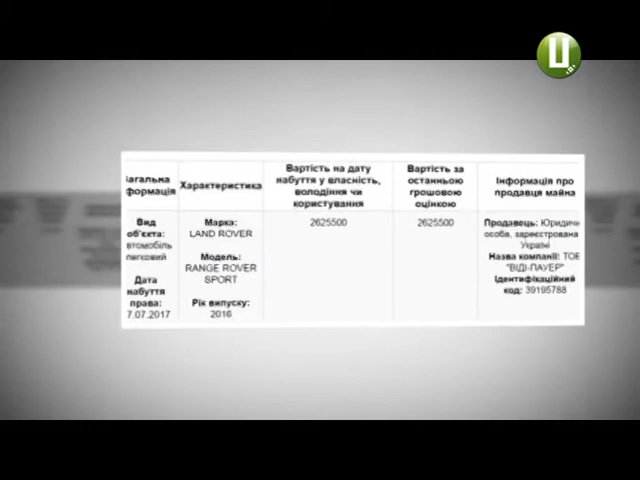 Ц
агальна
формація
Характеристика
Вартість на дату
набуття у власність,
володіння чи
користування
Вартість за
останньою
грошовою
оцінкою
Інформація про
продавця майна
Вид
об'єкта:
втомобіль
легковий
Дата
набуття
права:
7.07.2017
Марка:
LAND ROVER
Модель:
RANGE ROVER
SPORT
Рік випуску:
2016
2625500
2625500
Продавець: Юридичн
особа, зареєстрована
Україні
Назва компанії: ТОВ
"ВІДІ-ПАУЕР"
Ідентифікаційний
код: 39195788